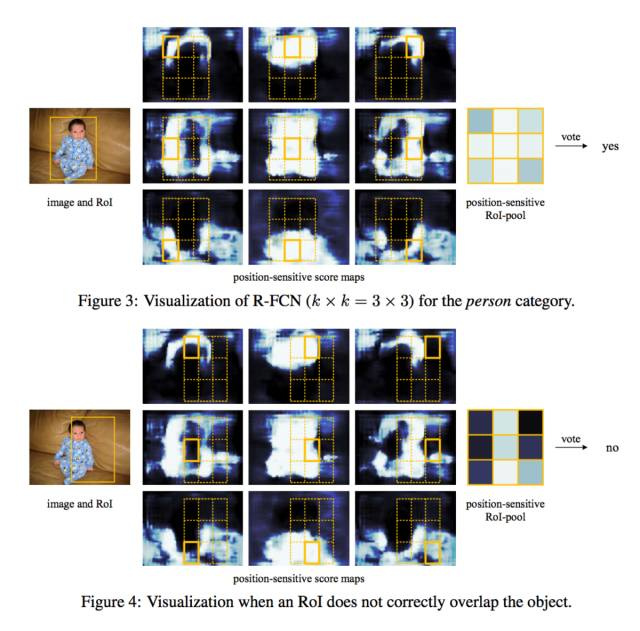 vote
yes
image and RoI
position-sensitive
RoI-pool
position-sensitive score maps
Figure 3: Visualization of R-FCN (k × k = 3 × 3) for the person category.
vote
no
image and RoI
position-sensitive
RoI-pool
position-sensitive score maps
Figure 4: Visualization when an RoI does not correctly overlap the object.